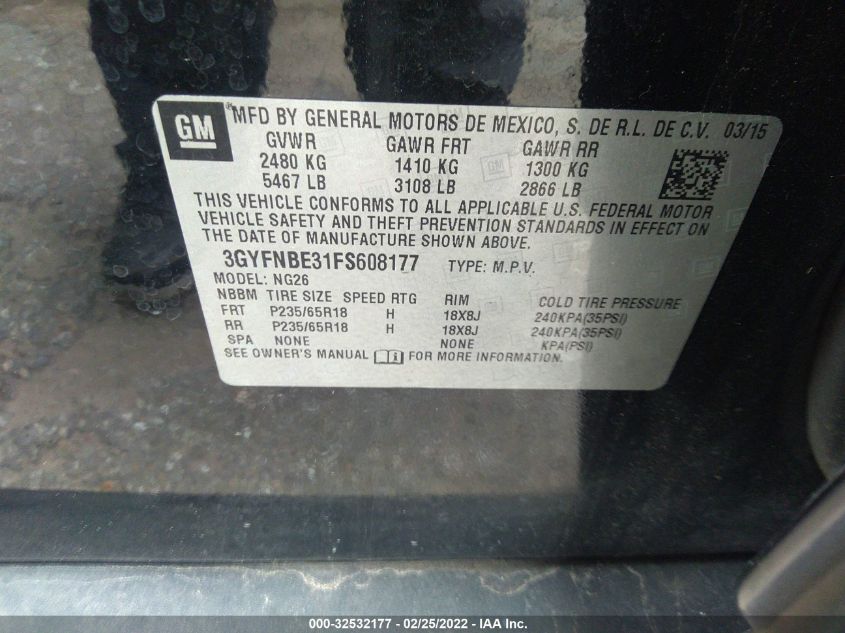 GM ® MFD BY GENERAL MOTORS DE MEXICO, S. DE R.L. DE C.V. 03/15
GVWR GAWR FRT GAWR RR
2480 KG 1410 KG 1300 KG
5467 LB 3108 LB 2866 LB
THIS VEHICLE CONFORMS TO ALL APPLICABLE U.S. FEDERAL MOTOR
VEHICLE SAFETY AND THEFT PREVENTION STANDARDS IN EFFECT ON
THE DATE OF MANUFACTURE SHOWN ABOVE.
3GYFNBE31FS608177 TYPE: M.P.V.
MODEL: NG26
NBBM TIRE SIZE SPEED RTG RIM COLD TIRE PRESSURE
FRT P235/65R18 H 18X8J 240KPA(35PSI)
RR P235/65R18 H 18X8J 240KPA(35PSI)
SPA NONE NONE KPA(PSI)
SEE OWNER'S MANUAL FOR MORE INFORMATION.
000-32532177 - 02/25/2022 - IAA Inc.